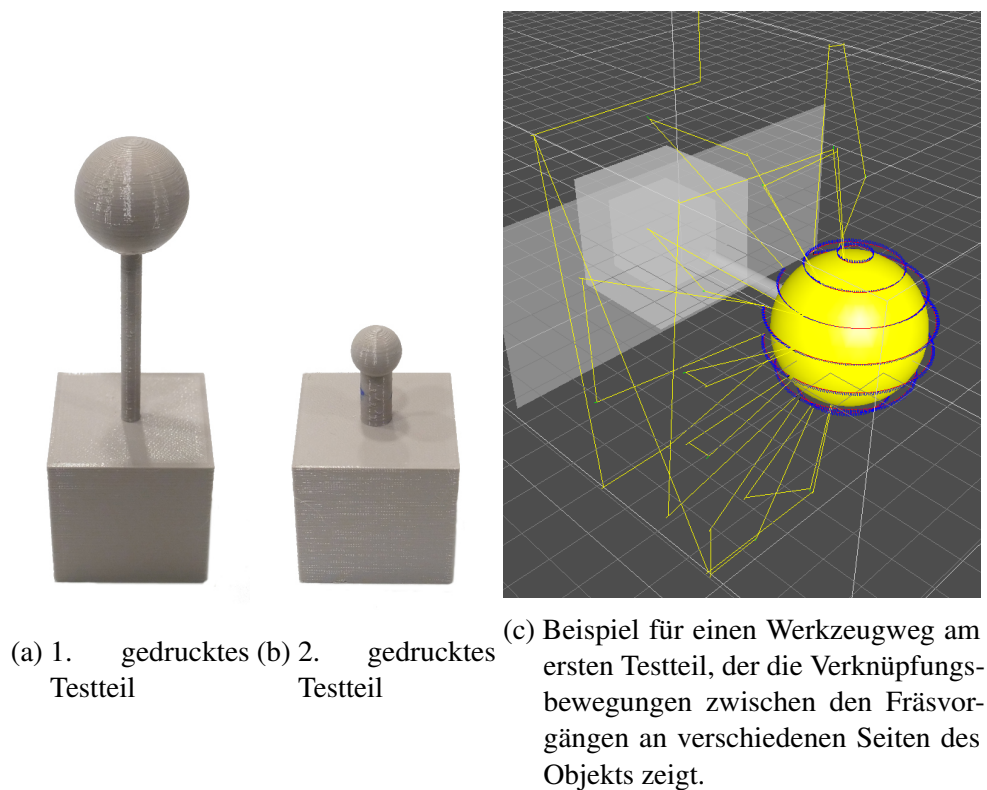 (a) 1. gedrucktes
Testteil
(b) 2. gedrucktes
Testteil
(c) Beispiel für einen Werkzeugweg am
ersten Testteil, der die Verknüpfungs-
bewegungen zwischen den Fräsvor-
gängen an verschiedenen Seiten des
Objekts zeigt.